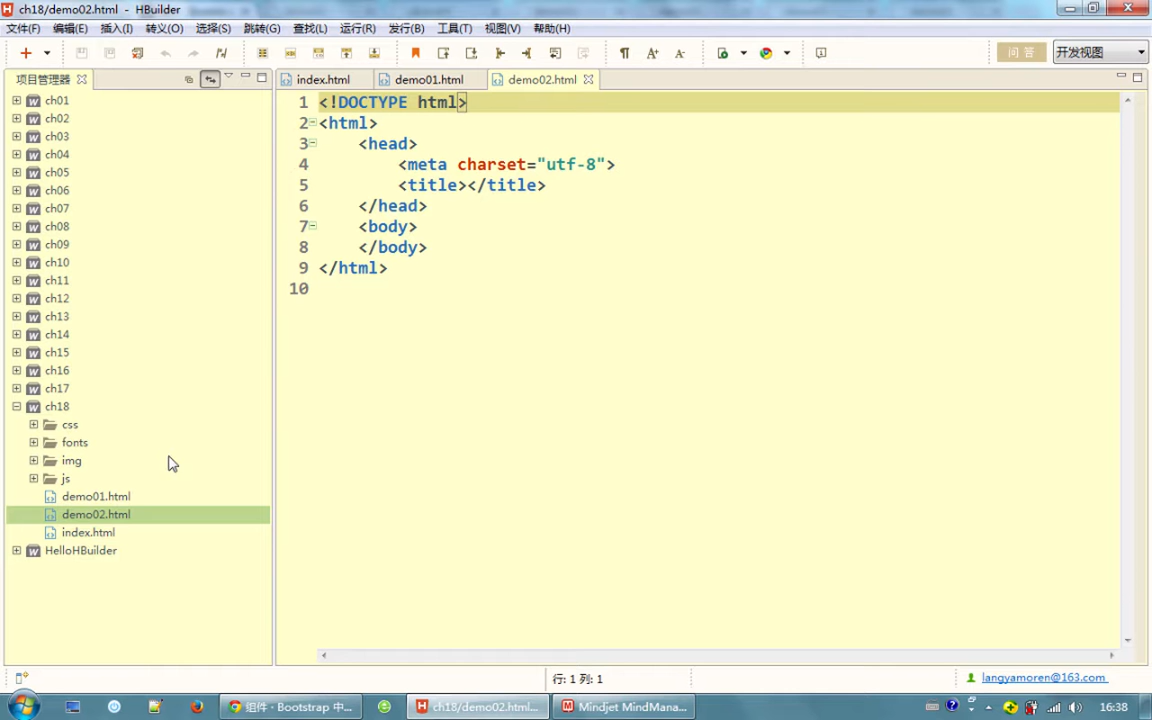 ch18/demo02.html - HBuilder
文件(F) 编辑(E) 插入(I) 转义(O) 选择(S) 跳转(G) 查找(L) 运行(R) 发行(B) 工具(T) 视图(V) 帮助(H)
问 答 开发视图
项目管理器
index.html demo01.html demo02.html
ch01
ch02
ch03
ch04
ch05
ch06
ch07
ch08
ch09
ch10
ch11
ch12
ch13
ch14
ch15
ch16
ch17
ch18
css
fonts
img
js
demo01.html
demo02.html
index.html
HelloHBuilder
1 <!DOCTYPE html>
2 <html>
3 <head>
4 <meta charset="utf-8">
5 <title></title>
6 </head>
7 <body>
8 </body>
9 </html>
10
行: 1 列: 1
langyamoren@163.com
组件 · Bootstrap 中...
ch18/demo02.html...
Mindjet MindMana...
16:38